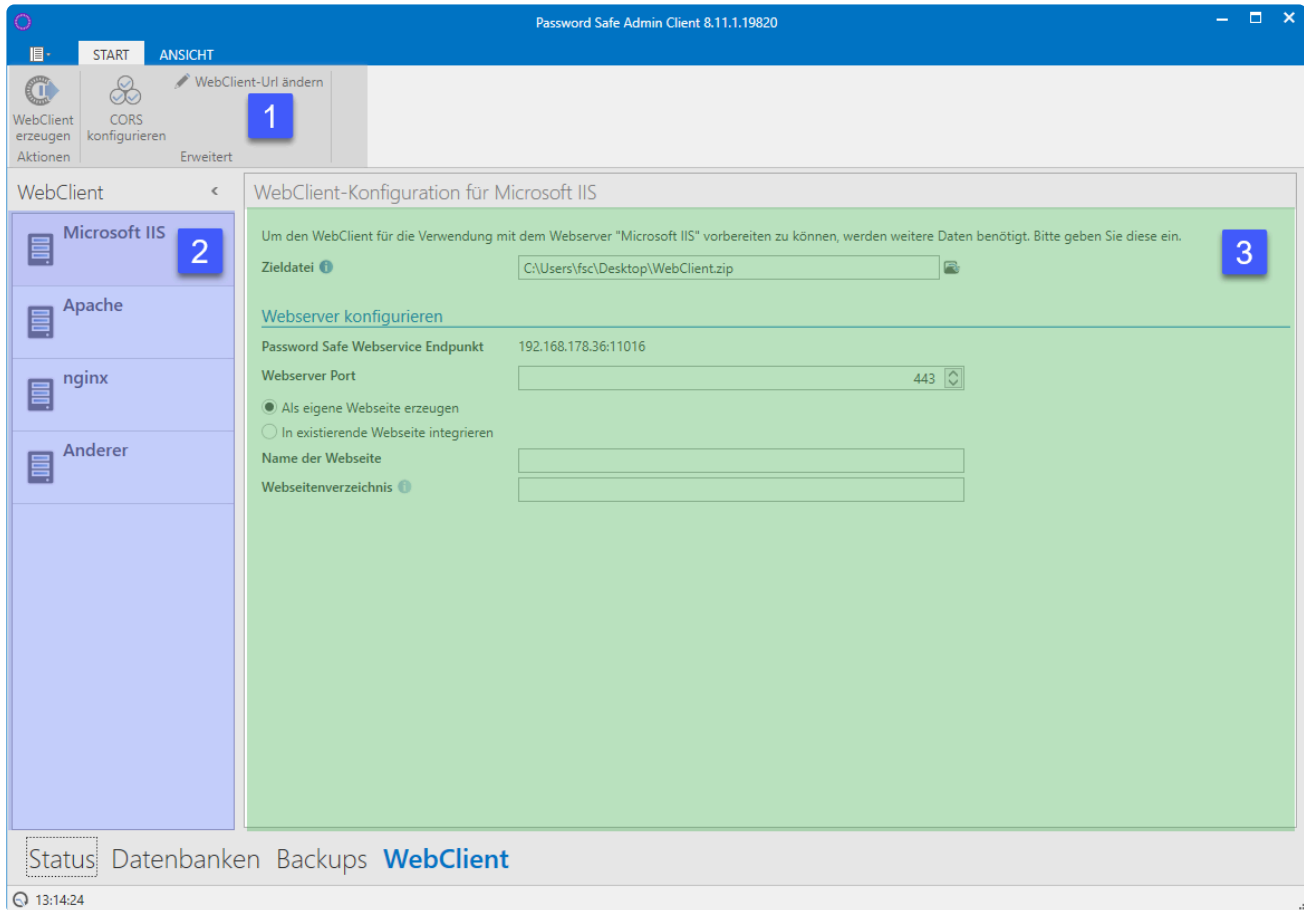 Password Safe Admin Client 8.11.1.19820
START ANSICHT
WebClient erzeugen
Aktionen
CORS konfigurieren
WebClient-Url ändern
1
Erweitert
WebClient
Microsoft IIS
2
Apache
nginx
Anderer
WebClient-Konfiguration für Microsoft IIS
Um den WebClient für die Verwendung mit dem Webserver "Microsoft IIS" vorbereiten zu können, werden weitere Daten benötigt. Bitte geben Sie diese ein.
3
Zieldatei C:\Users\fsc\Desktop\WebClient.zip
Webserver konfigurieren
Password Safe Webservice Endpunkt 192.168.178.36:11016
Webserver Port 443
Als eigene Webseite erzeugen
In existierende Webseite integrieren
Name der Webseite
Webseitenverzeichnis
Status Datenbanken Backups WebClient
13:14:24